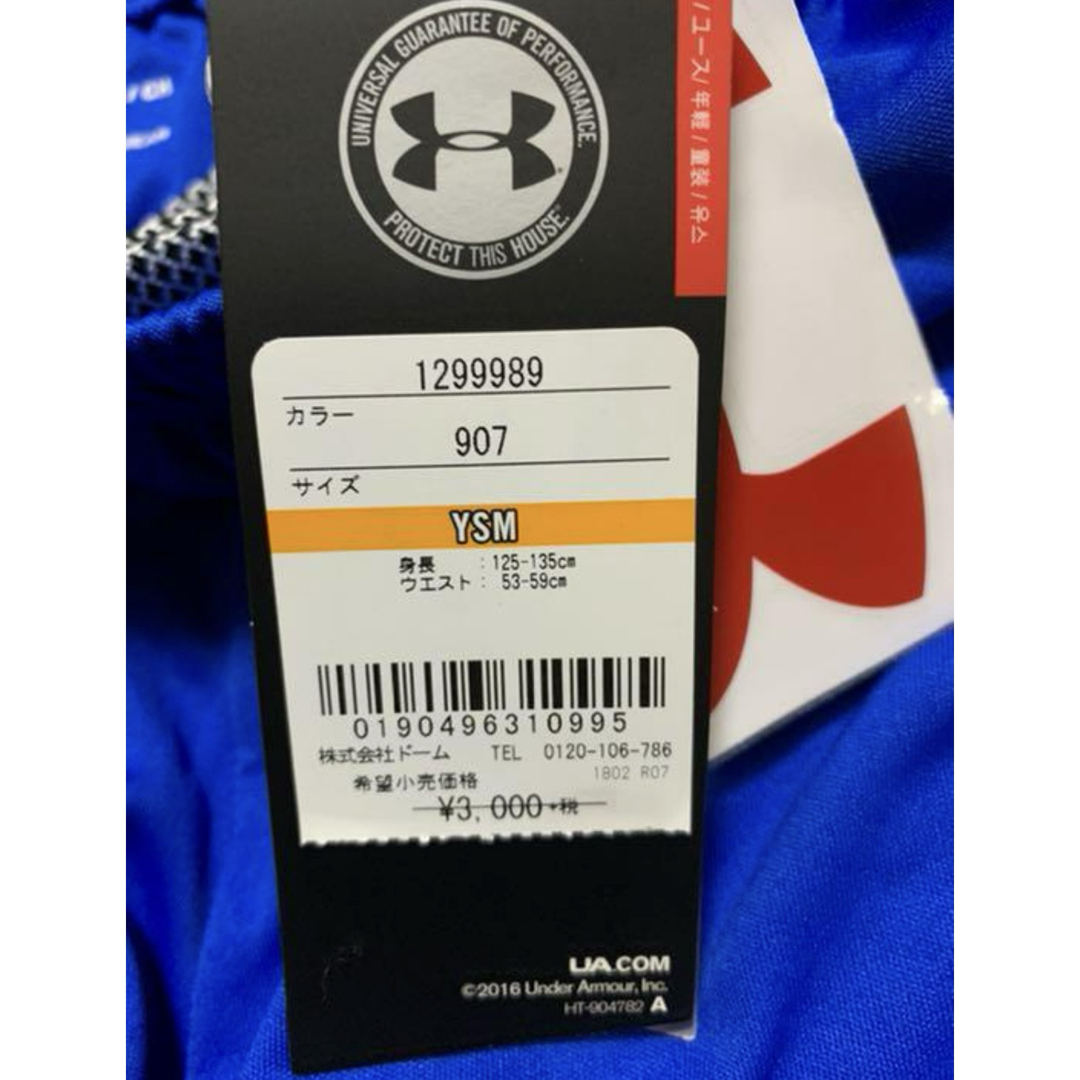 UNIVERSAL GUARANTEE OF PERFORMANCE.
PROTECT THIS HOUSE.
/ ユース / 年軽 / 童装 / 유스
1299989
カラー
907
サイズ
YSM
身長 : 125-135cm
ウエスト : 53-59cm
0190496310995
株式会社ドーム TEL 0120-106-786
1802 R07
希望小売価格
¥3,000+税
UA.COM
©2016 Under Armour, Inc.
HT-904782 A